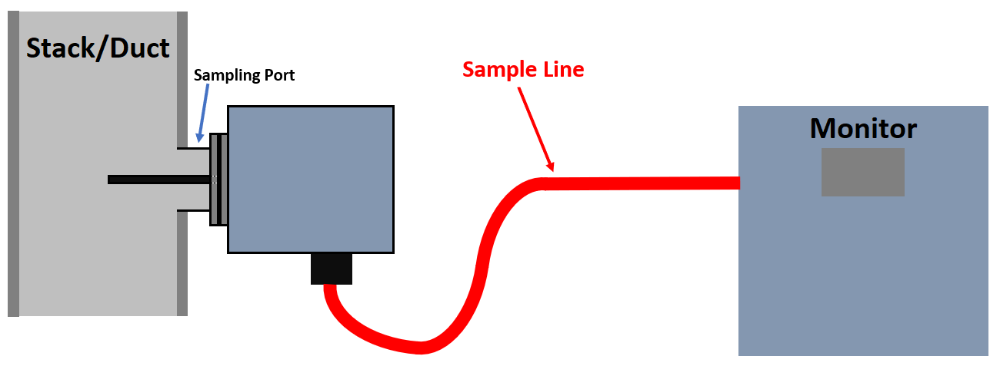 Stack/Duct
Sampling Port
Sample Line
Monitor